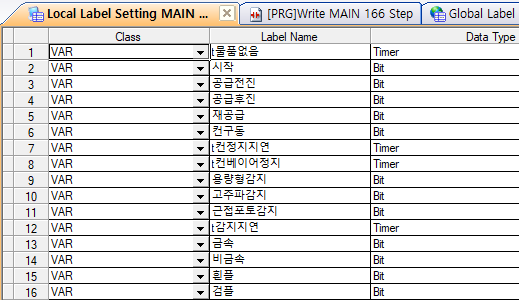 Local Label Setting MAIN ... [PRG]Write MAIN 166 Step Global Label
Class Label Name Data Type
1 VAR t물품없음 Timer
2 VAR 시작 Bit
3 VAR 공급전진 Bit
4 VAR 공급후진 Bit
5 VAR 재공급 Bit
6 VAR 컨구동 Bit
7 VAR t컨정지지연 Timer
8 VAR t컨베이어정지 Timer
9 VAR 용량형감지 Bit
10 VAR 고주파감지 Bit
11 VAR 근접포토감지 Bit
12 VAR t감지지연 Timer
13 VAR 금속 Bit
14 VAR 비금속 Bit
15 VAR 흰플 Bit
16 VAR 검플 Bit